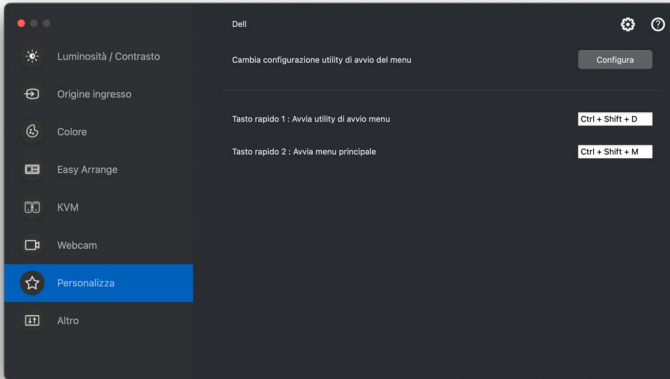 Dell
Luminosità / Contrasto
Cambia configurazione utility di avvio del menu
Configura
Origine ingresso
Tasto rapido 1 : Avvia utility di avvio menu
Ctrl + Shift + D
Colore
Tasto rapido 2 : Avvia menu principale
Ctrl + Shift + M
Easy Arrange
KVM
Webcam
Personalizza
Altro